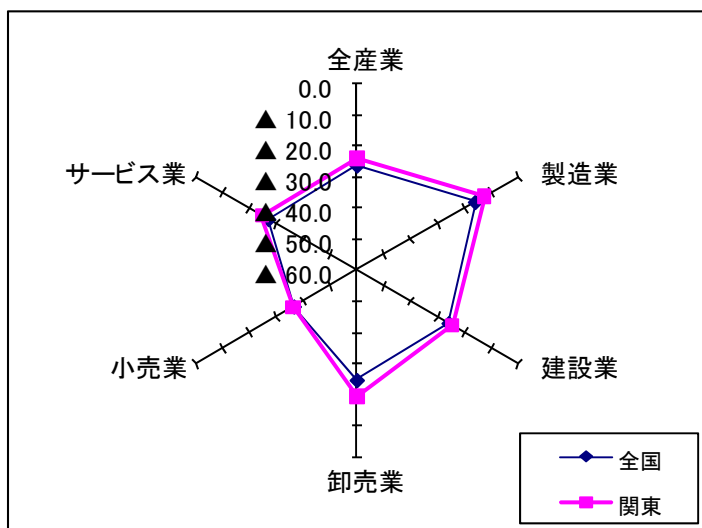 全産業
0.0
▲ 10.0
▲ 20.0
▲ 30.0
▲ 40.0
▲ 50.0
▲ 60.0
サービス業
製造業
小売業
建設業
卸売業
全国
関東